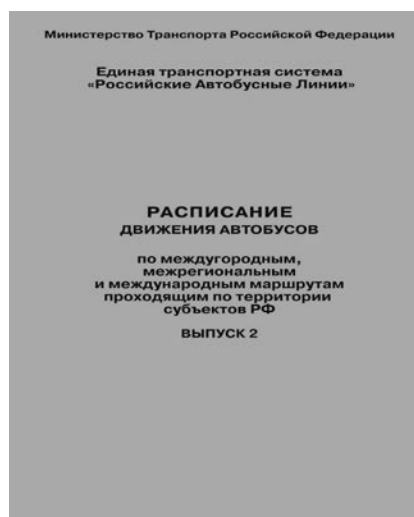 Министерство Транспорта Российской Федерации
Единая транспортная система
«Российские Автобусные Линии»
РАСПИСАНИЕ
ДВИЖЕНИЯ АВТОБУСОВ
по междугородным,
межрегиональным
и международным маршрутам
проходящим по территории
субъектов РФ
ВЫПУСК 2